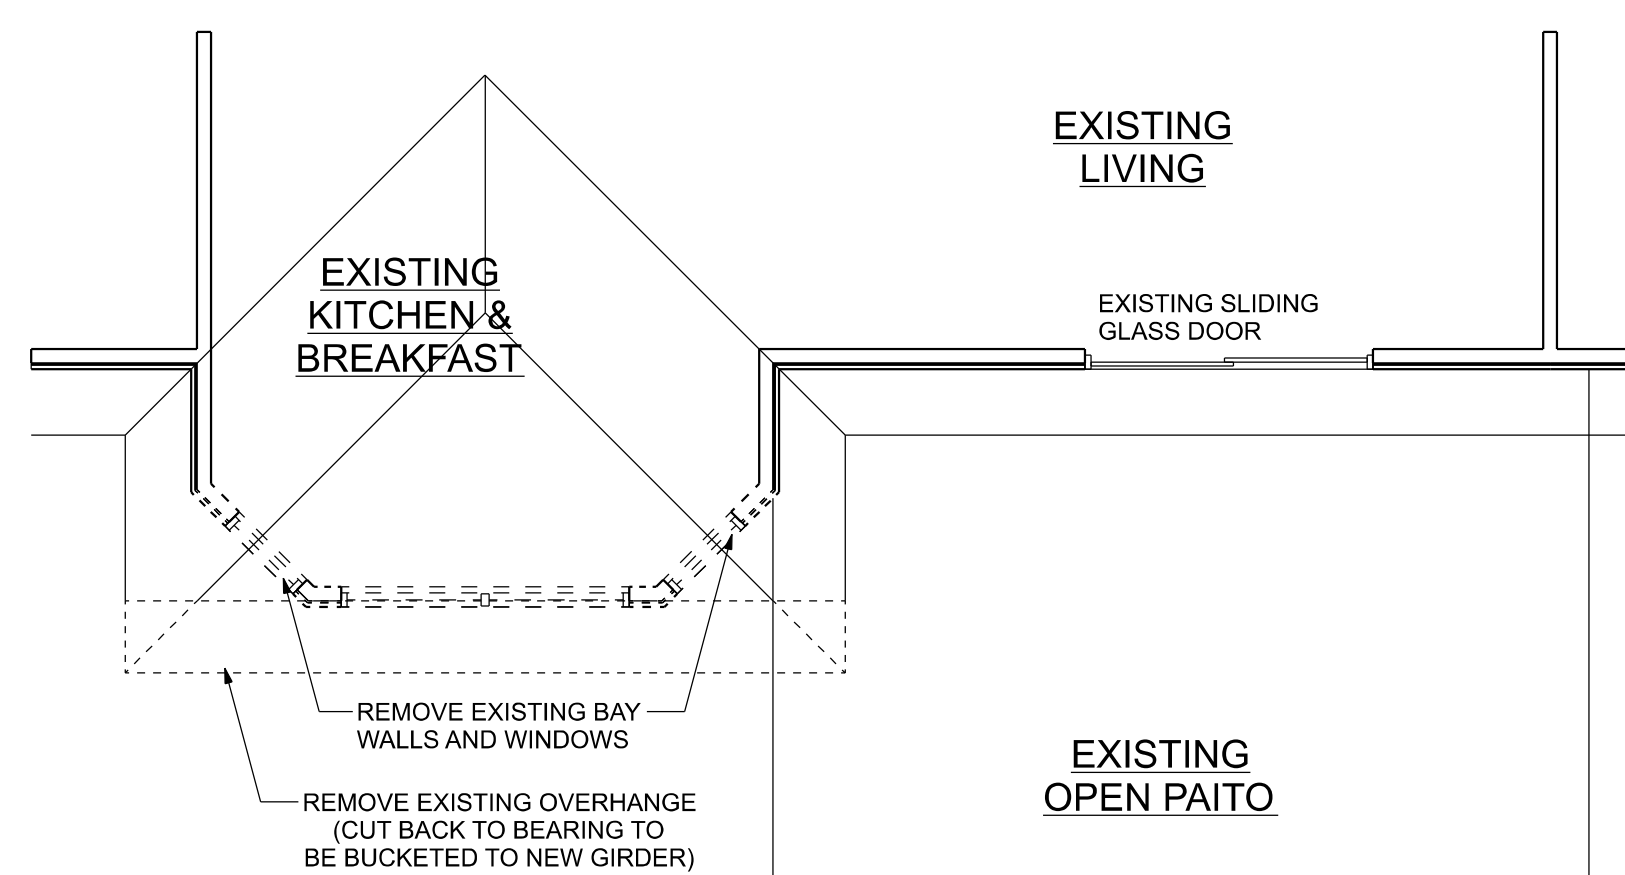 EXISTING
LIVING
EXISTING
KITCHEN &
BREAKFAST
EXISTING SLIDING
GLASS DOOR
REMOVE EXISTING BAY
WALLS AND WINDOWS
EXISTING
OPEN PAITO
REMOVE EXISTING OVERHANGE
(CUT BACK TO BEARING TO
BE BUCKETED TO NEW GIRDER)